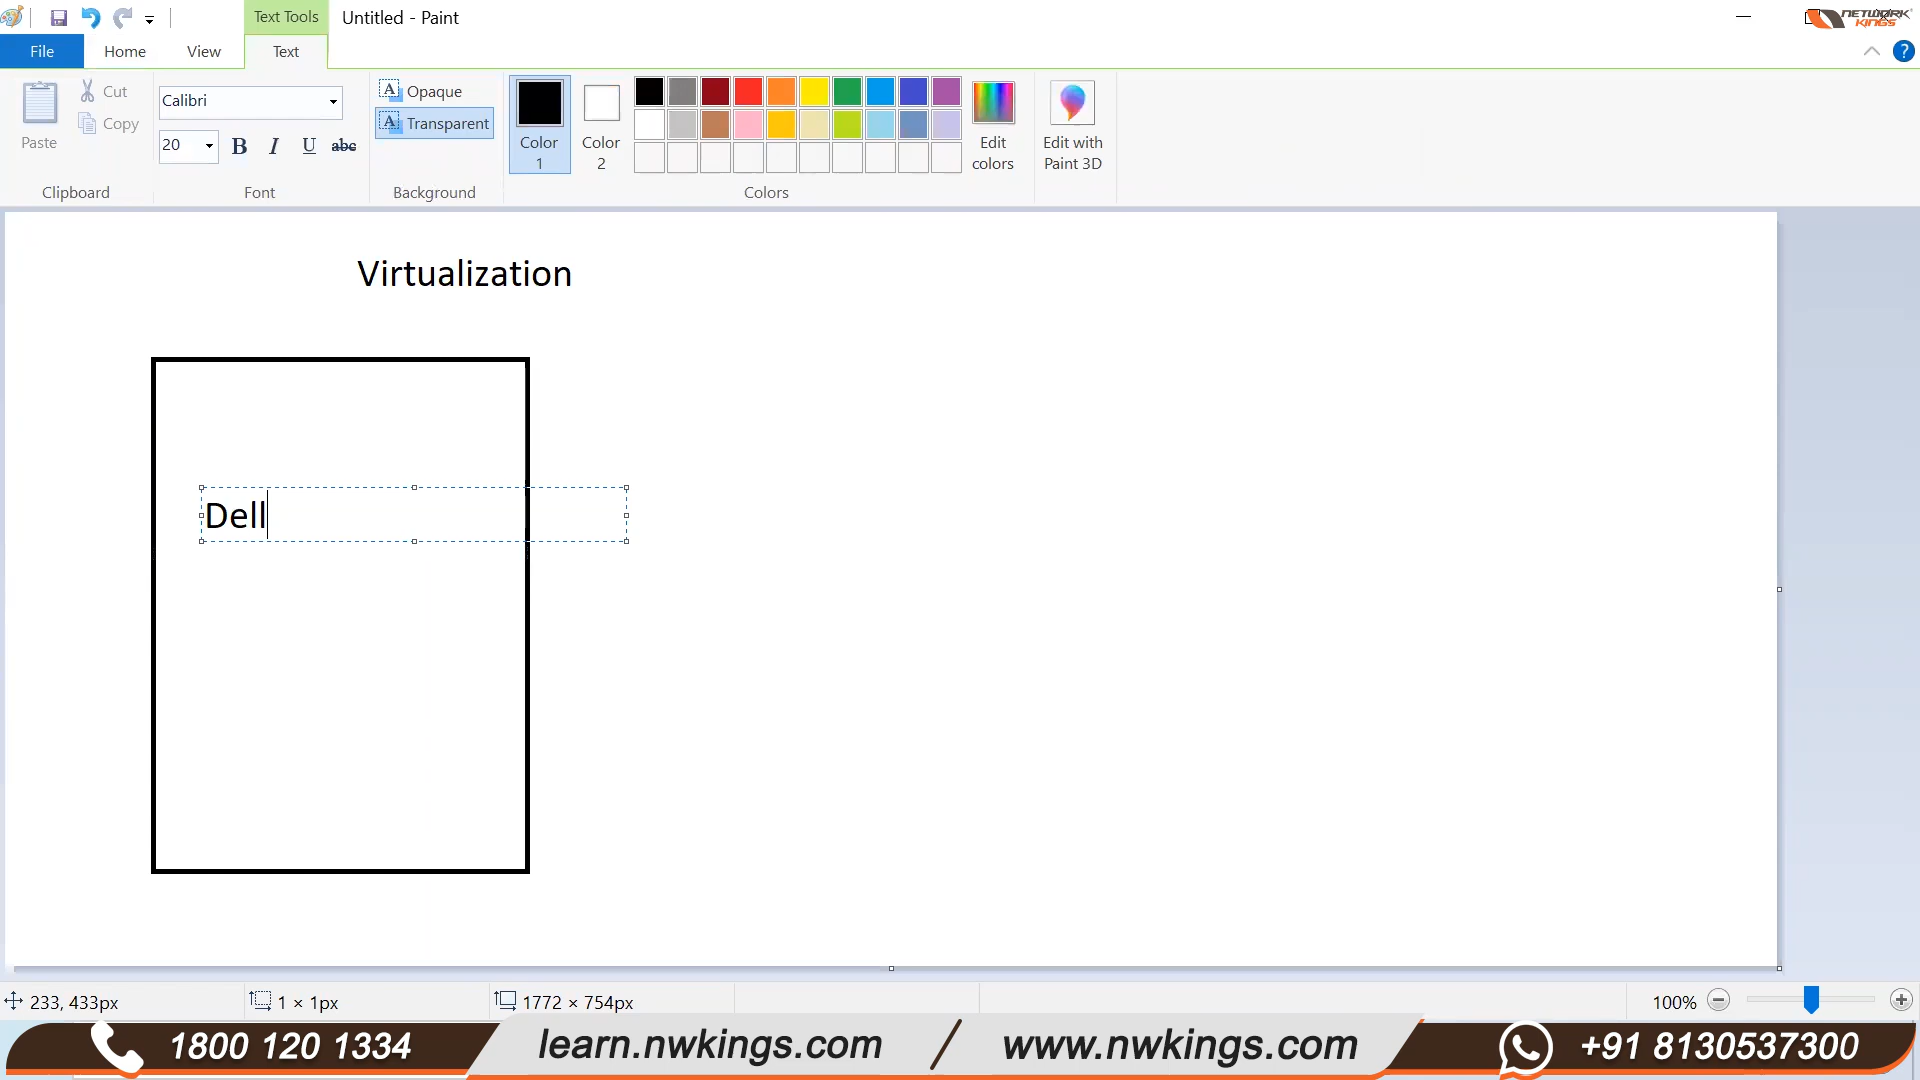 Text Tools
Untitled - Paint
NETWORK
KINGS
File
Home
View
Text
?
Paste
Cut
Copy
Clipboard
Calibri
20
B
I
U
abc
Font
A Opaque
A Transparent
Background
Color
1
Color
2
Colors
Edit
colors
Edit with
Paint 3D
Virtualization
Dell
233, 433px
1 × 1px
1772 × 754px
100%
1800 120 1334
learn.nwkings.com / www.nwkings.com
+91 8130537300